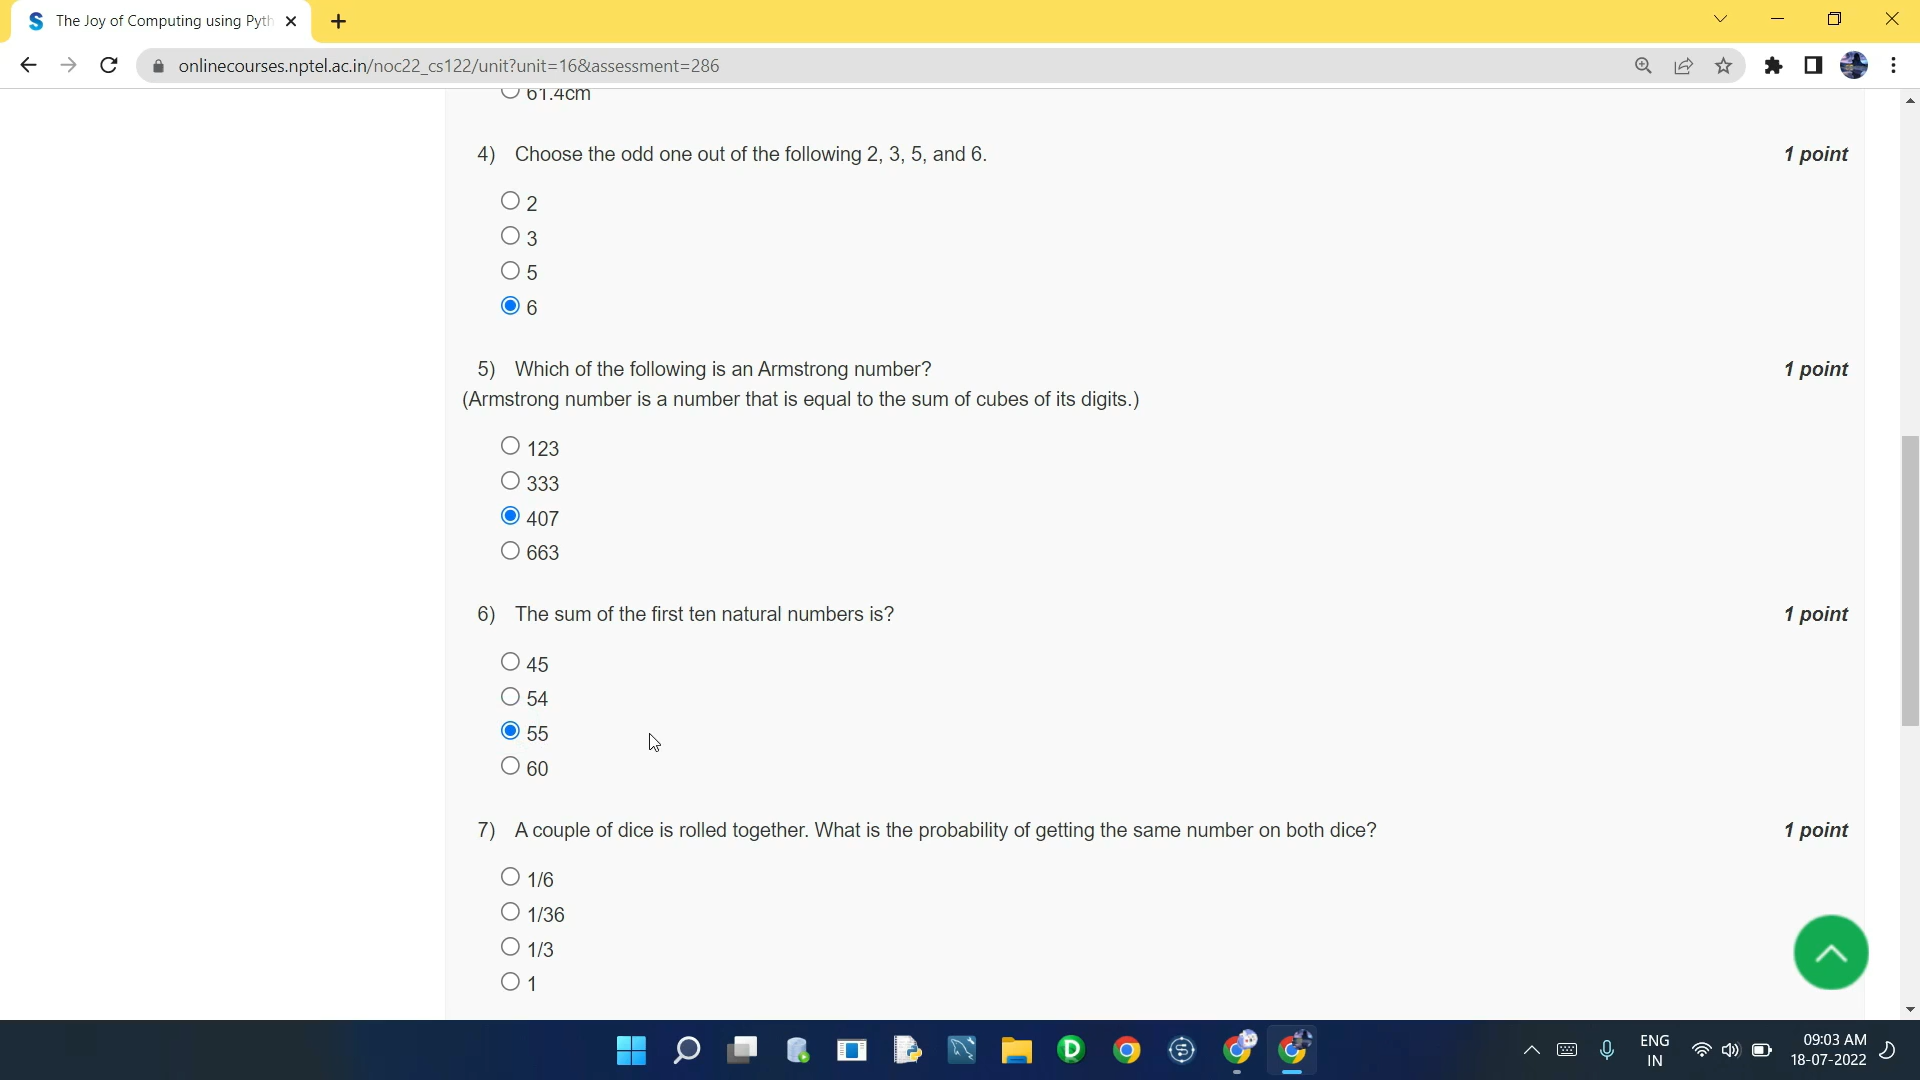 The Joy of Computing using Pyth
onlinecourses.nptel.ac.in/noc22_cs122/unit?unit=16&assessment=286
61.4cm
4) Choose the odd one out of the following 2, 3, 5, and 6. 1 point
2
3
5
6
5) Which of the following is an Armstrong number? 1 point
(Armstrong number is a number that is equal to the sum of cubes of its digits.)
123
333
407
663
6) The sum of the first ten natural numbers is? 1 point
45
54
55
60
7) A couple of dice is rolled together. What is the probability of getting the same number on both dice? 1 point
1/6
1/36
1/3
1
ENG
IN
09:03 AM
18-07-2022